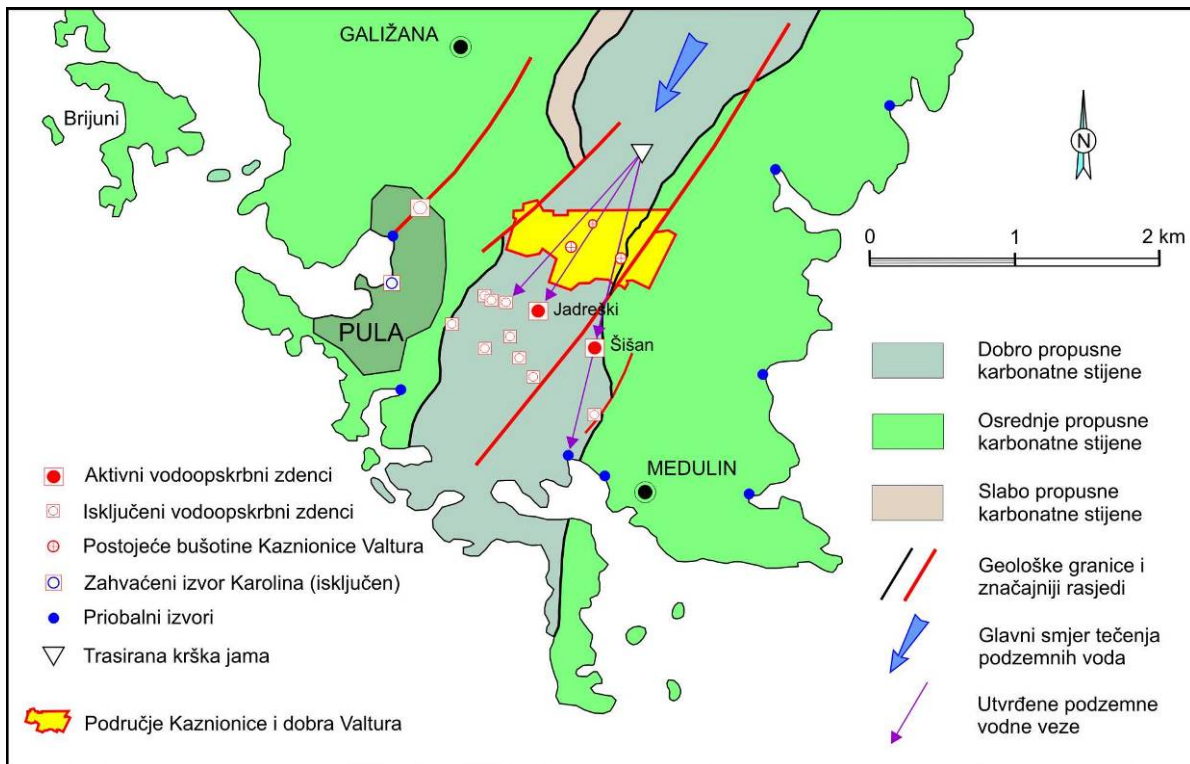 GALIŽANA
Brijuni
N
0 1 2 km
PULA
Jadreški
Šišan
MEDULIN
Aktivni vodoopskrbni zdenci
Isključeni vodoopskrbni zdenci
Postojeće bušotine Kaznionice Valtura
Zahvaćeni izvor Karolina (isključen)
Priobalni izvori
Trasirana krška jama
Područje Kaznionice i dobra Valtura
Dobro propusne
karbonatne stijene
Osrednje propusne
karbonatne stijene
Slabo propusne
karbonatne stijene
Geološke granice i
značajniji rasjedi
Glavni smjer tečenja
podzemnih voda
Utvrđene podzemne
vodne veze